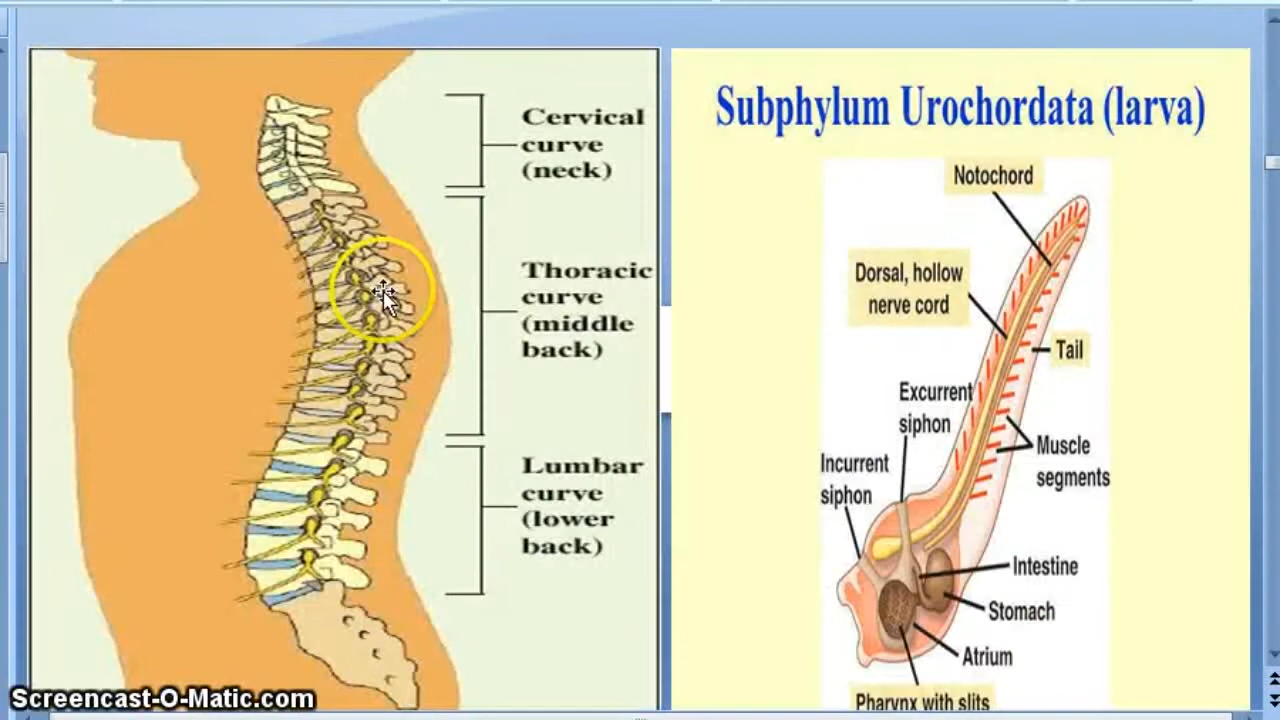 Cervical
curve
(neck)
Thoracic
curve
(middle
back)
Lumbar
curve
(lower
back)
Subphylum Urochordata (larva)
Notochord
Dorsal, hollow
nerve cord
Tail
Excurrent
siphon
Muscle
segments
Incurrent
siphon
Intestine
Stomach
Atrium
Pharynx with slits
Screencast-O-Matic.com